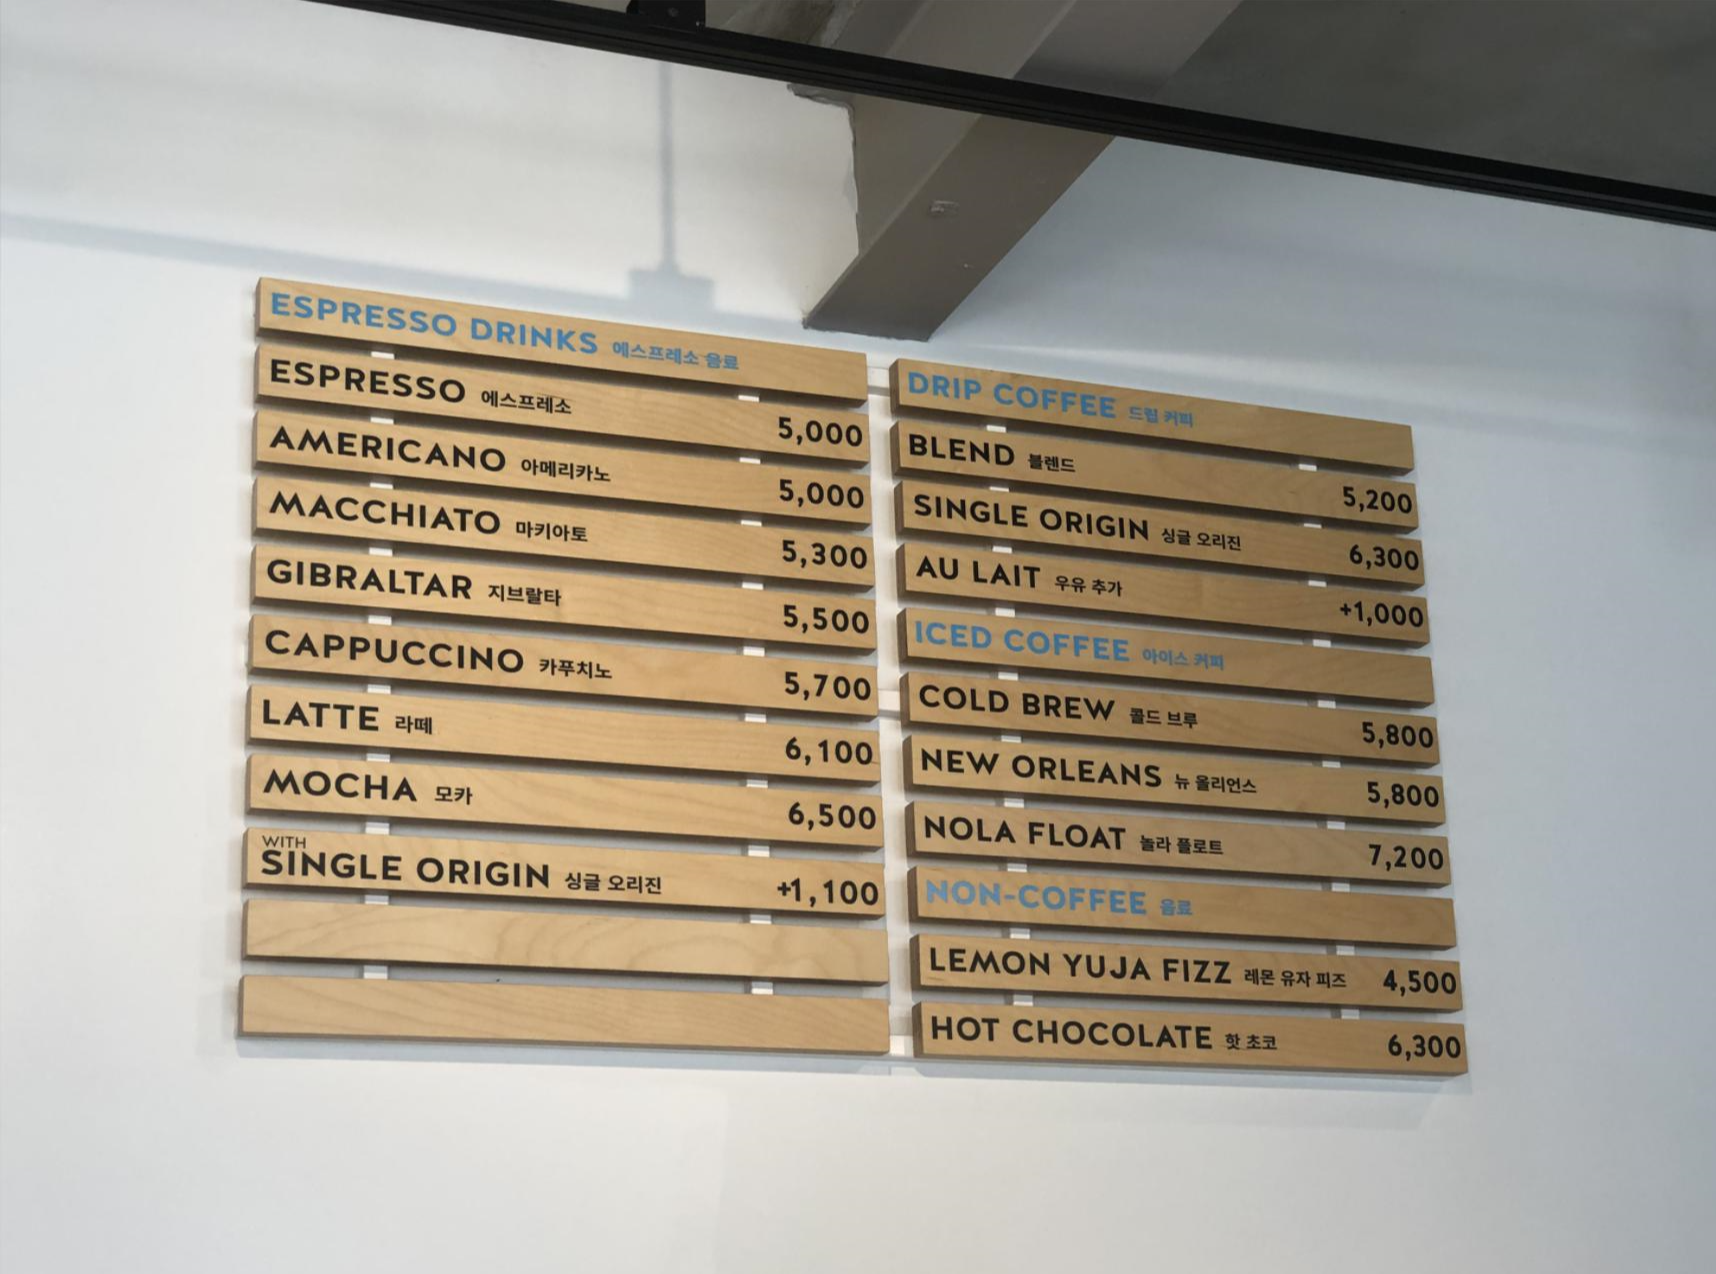 ESPRESSO DRINKS 에스프레소 음료
ESPRESSO 에스프레소 5,000
AMERICANO 아메리카노 5,000
MACCHIATO 마키아토 5,300
GIBRALTAR 지브랄타 5,500
CAPPUCCINO 카푸치노 5,700
LATTE 라떼 6,100
MOCHA 모카 6,500
WITH
SINGLE ORIGIN 싱글 오리진 +1,100
DRIP COFFEE 드립 커피
BLEND 블렌드 5,200
SINGLE ORIGIN 싱글 오리진 6,300
AU LAIT 우유 추가 +1,000
ICED COFFEE 아이스 커피
COLD BREW 콜드 브루 5,800
NEW ORLEANS 뉴 올리언스 5,800
NOLA FLOAT 놀라 플로트 7,200
NON-COFFEE 음료
LEMON YUJA FIZZ 레몬 유자 피즈 4,500
HOT CHOCOLATE 핫 초코 6,300